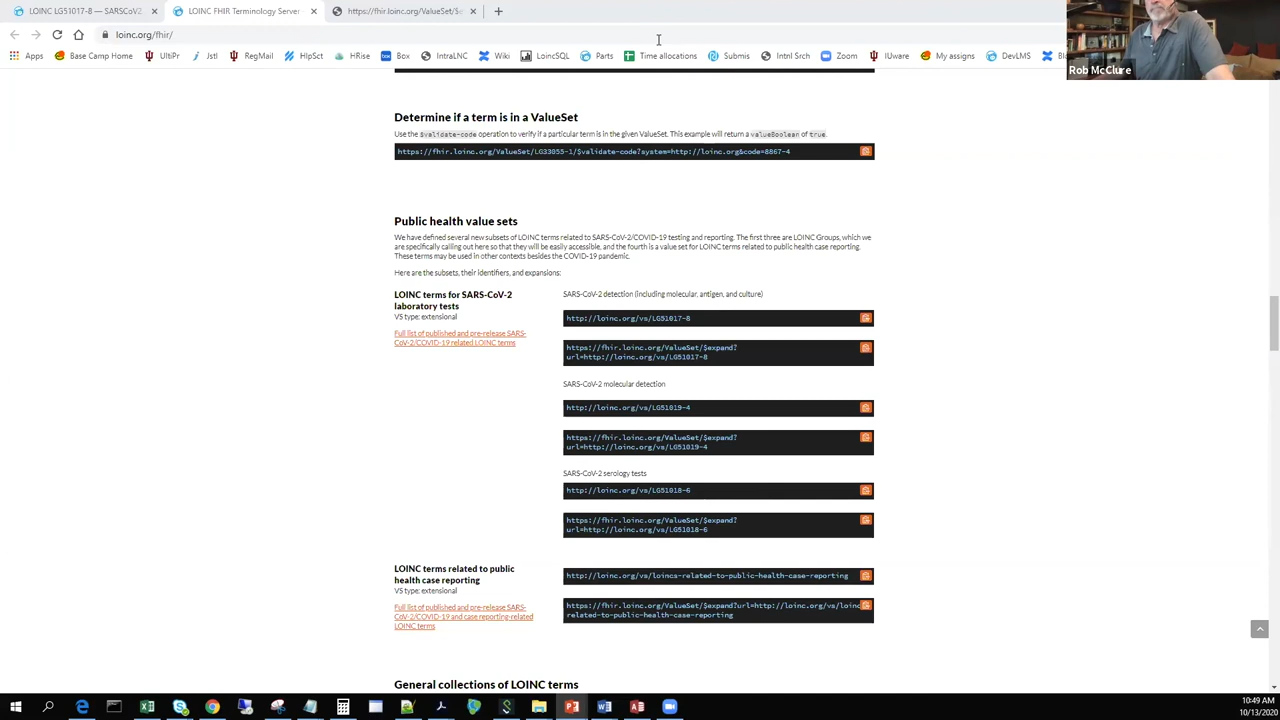 LOINC LG51017-8 — SARSCoV2
LOINC FHIR Terminology Server
https://fhir.loinc.org/ValueSet/$e
loinc.org/fhir/
Apps
Base Camp Home
UltiPr
Jstl
RegMail
HlpSct
HRise
Box
IntraLNC
Wiki
LoincSQL
Parts
Time allocations
Submis
Intnl Srch
Zoom
IUware
My assigns
DevLMS
Rob McClure
Determine if a term is in a ValueSet
Use the $validate-code operation to verify if a particular term is in the given ValueSet. This example will return a valueBoolean of true.
https://fhir.loinc.org/ValueSet/LG33055-1/$validate-code?system=http://loinc.org&code=8867-4
Public health value sets
We have defined several new subsets of LOINC terms related to SARS-CoV-2/COVID-19 testing and reporting. The first three are LOINC Groups, which we
are specifically calling out here so that they will be easily accessible, and the fourth is a value set for LOINC terms related to public health case reporting.
These terms may be used in other contexts besides the COVID-19 pandemic.
Here are the subsets, their identifiers, and expansions:
LOINC terms for SARS-CoV-2
laboratory tests
VS type: extensional
Full list of published and pre-release SARS-
CoV-2/COVID-19 related LOINC terms
SARS-CoV-2 detection (including molecular, antigen, and culture)
http://loinc.org/vs/LG51017-8
https://fhir.loinc.org/ValueSet/$expand?
url=http://loinc.org/vs/LG51017-8
SARS-CoV-2 molecular detection
http://loinc.org/vs/LG51019-4
https://fhir.loinc.org/ValueSet/$expand?
url=http://loinc.org/vs/LG51019-4
SARS-CoV-2 serology tests
http://loinc.org/vs/LG51018-6
https://fhir.loinc.org/ValueSet/$expand?
url=http://loinc.org/vs/LG51018-6
LOINC terms related to public
health case reporting
VS type: extensional
Full list of published and pre-release SARS-
CoV-2/COVID-19 and case reporting-related
LOINC terms
http://loinc.org/vs/loincs-related-to-public-health-case-reporting
https://fhir.loinc.org/ValueSet/$expand?url=http://loinc.org/vs/loinc
related-to-public-health-case-reporting
General collections of LOINC terms
10:49 AM
10/13/2020